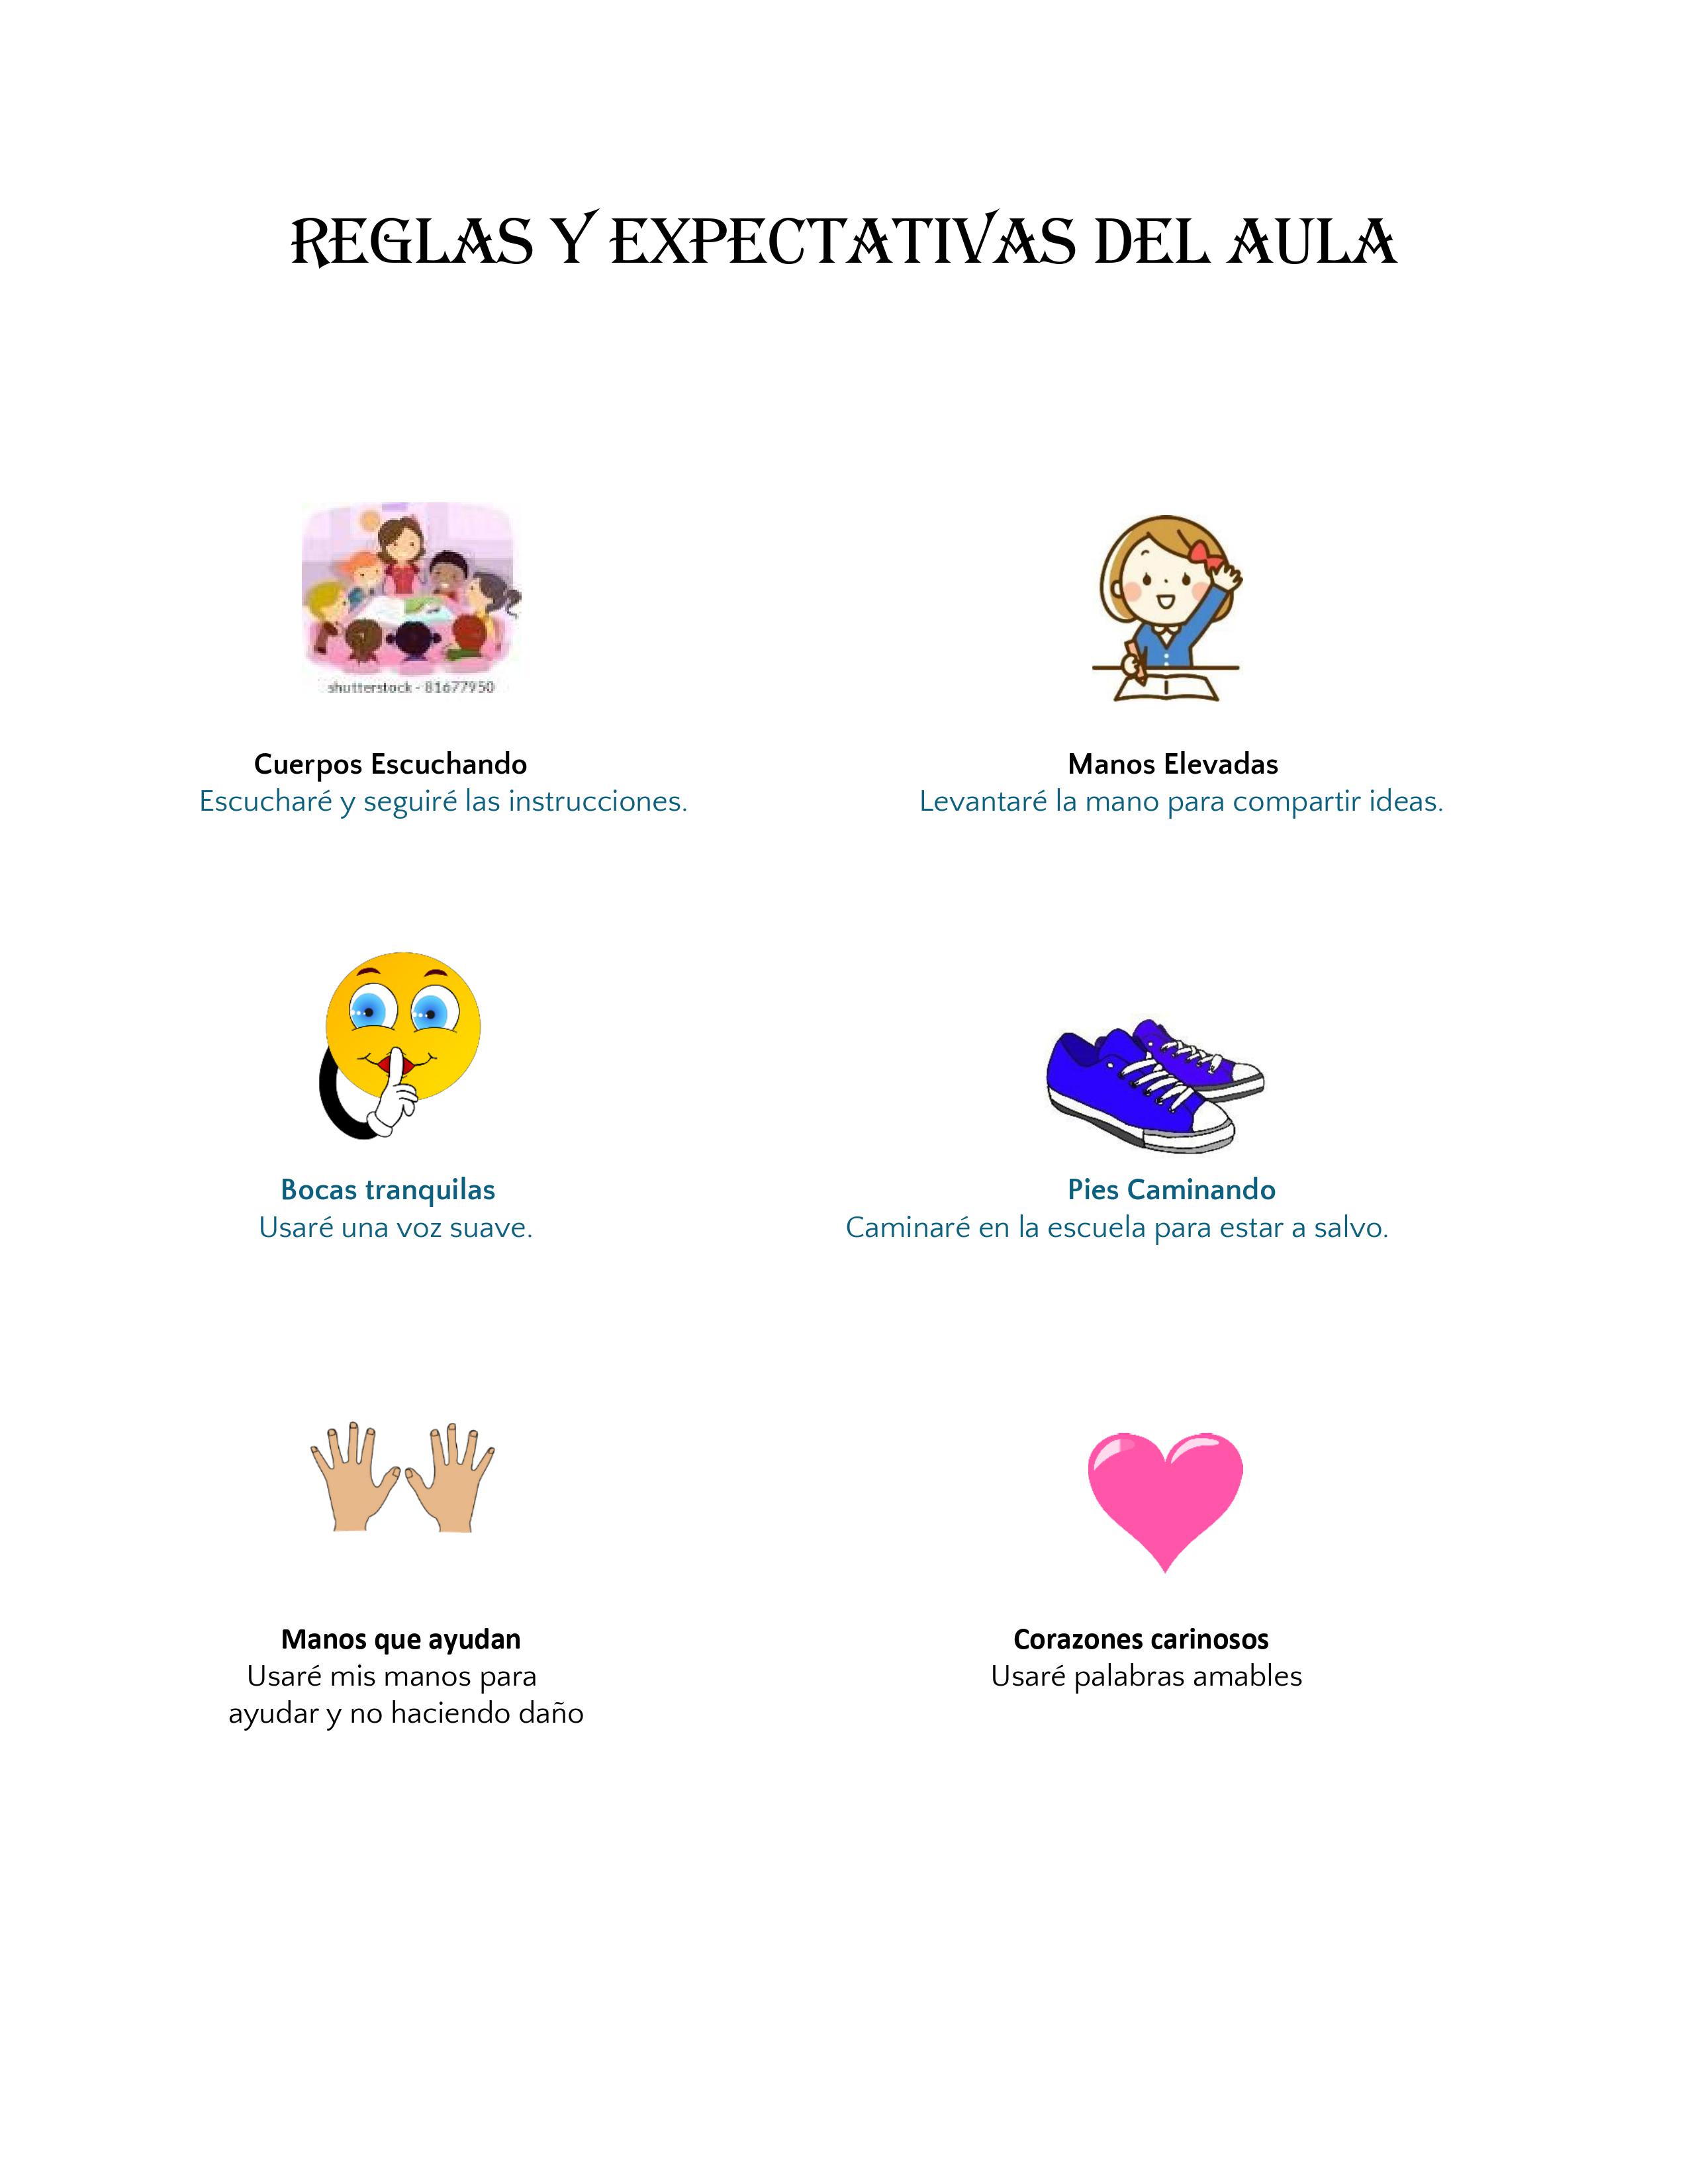 REGLAS Y EXPECTATIVAS DEL AULA
shutterstock - 81677950
Cuerpos Escuchando
Escucharé y seguiré las instrucciones.
Manos Elevadas
Levantaré la mano para compartir ideas.
Bocas tranquilas
Usaré una voz suave.
Pies Caminando
Caminaré en la escuela para estar a salvo.
Manos que ayudan
Usaré mis manos para
ayudar y no haciendo daño
Corazones carinosos
Usaré palabras amables